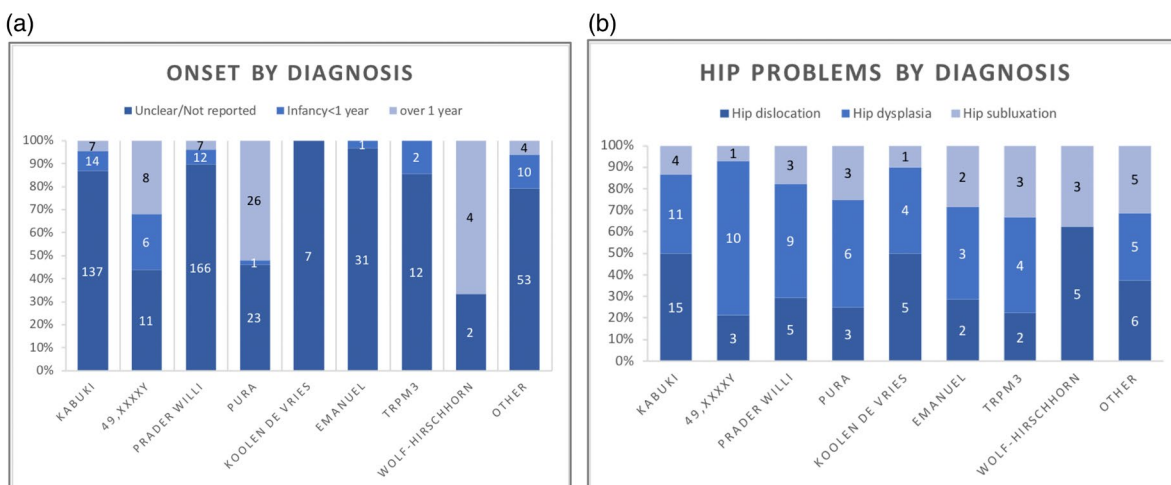 (a)
ONSET BY DIAGNOSIS
Unclear/Not reported Infancy<1 year over 1 year
100%
90%
80%
70%
60%
50%
40%
30%
20%
10%
0%
7 7 1 4
14 12 2 10
8 26 4
6 1
137 11 166 23 7 31 12 2 53
KABUKI
49,XXXXY
PRADER WILLI
PURA
KOOLEN DE VRIES
EMANUEL
TRPM3
WOLF-HIRSCHHORN
OTHER
(b)
HIP PROBLEMS BY DIAGNOSIS
Hip dislocation Hip dysplasia Hip subluxation
100%
90%
80%
70%
60%
50%
40%
30%
20%
10%
0%
4 1 3 3 1 2 3 3 5
11 10 9 6 4 3 4 5
15 3 5 3 5 2 2 5 6
KABUKI
49,XXXXY
PRADER WILLI
PURA
KOOLEN DE VRIES
EMANUEL
TRPM3
WOLF-HIRSCHHORN
OTHER